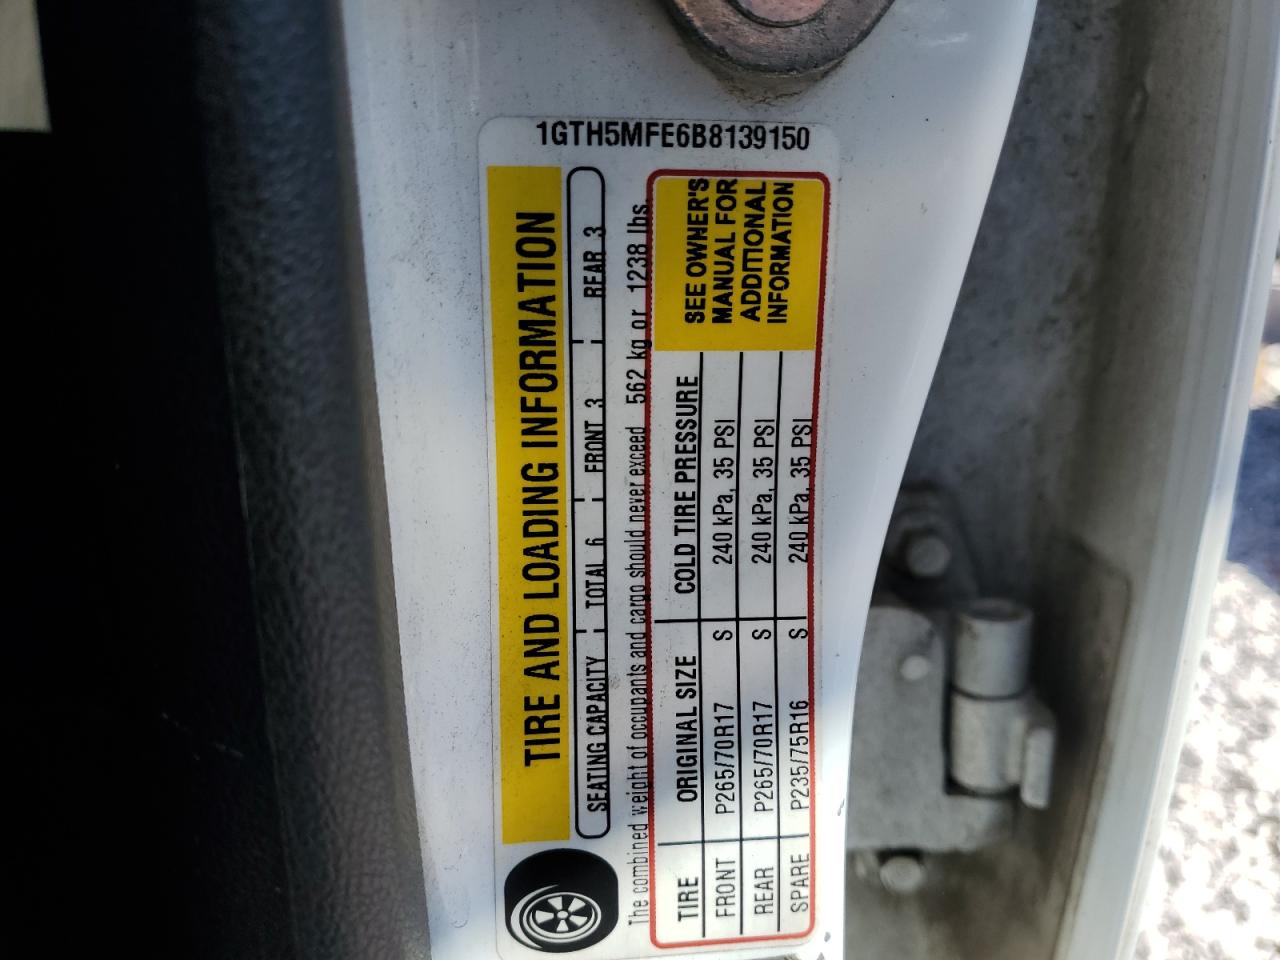 1GTH5MFE6B8139150
TIRE AND LOADING INFORMATION
SEATING CAPACITY TOTAL 6 FRONT 3 REAR 3
The combined weight of occupants and cargo should never exceed 562 kg or 1238 lbs.
TIRE ORIGINAL SIZE COLD TIRE PRESSURE
FRONT P265/70R17 S 240 kPa, 35 PSI
REAR P265/70R17 S 240 kPa, 35 PSI
SPARE P235/75R16 S 240 kPa, 35 PSI
SEE OWNER'S
MANUAL FOR
ADDITIONAL
INFORMATION